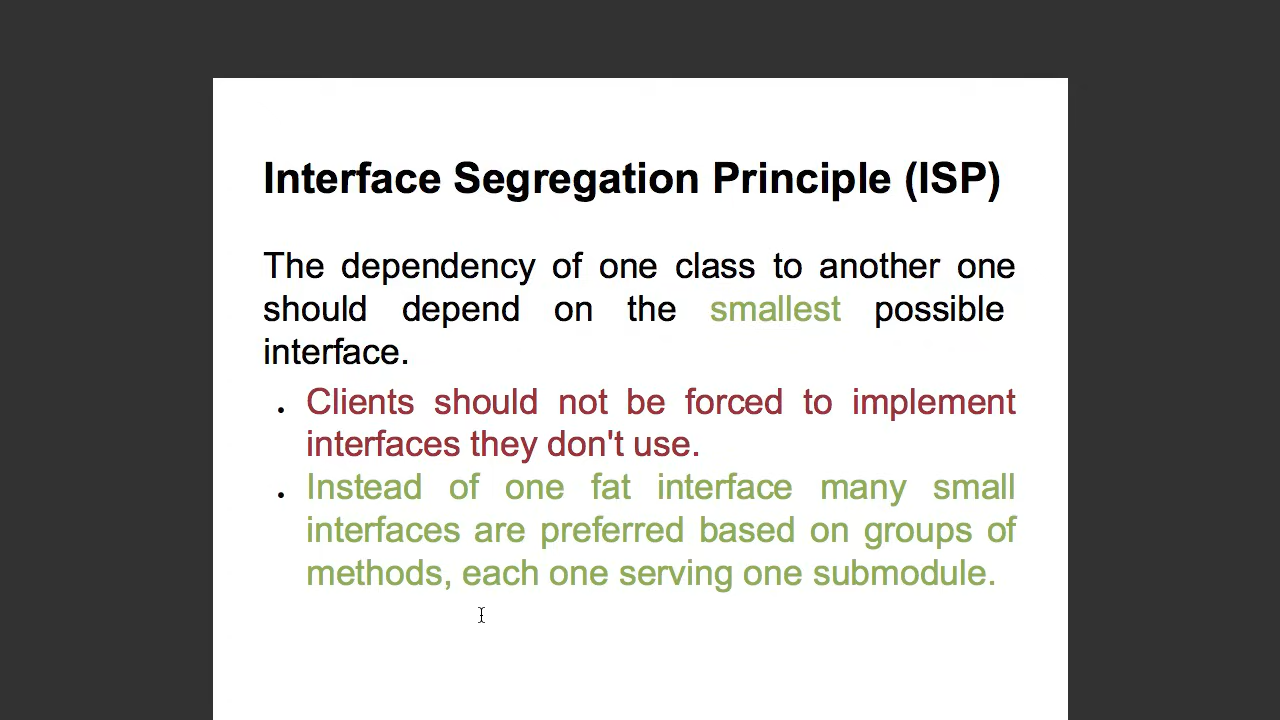 Interface Segregation Principle (ISP)
The dependency of one class to another one
should depend on the smallest possible
interface.
• Clients should not be forced to implement
interfaces they don't use.
• Instead of one fat interface many small
interfaces are preferred based on groups of
methods, each one serving one submodule.